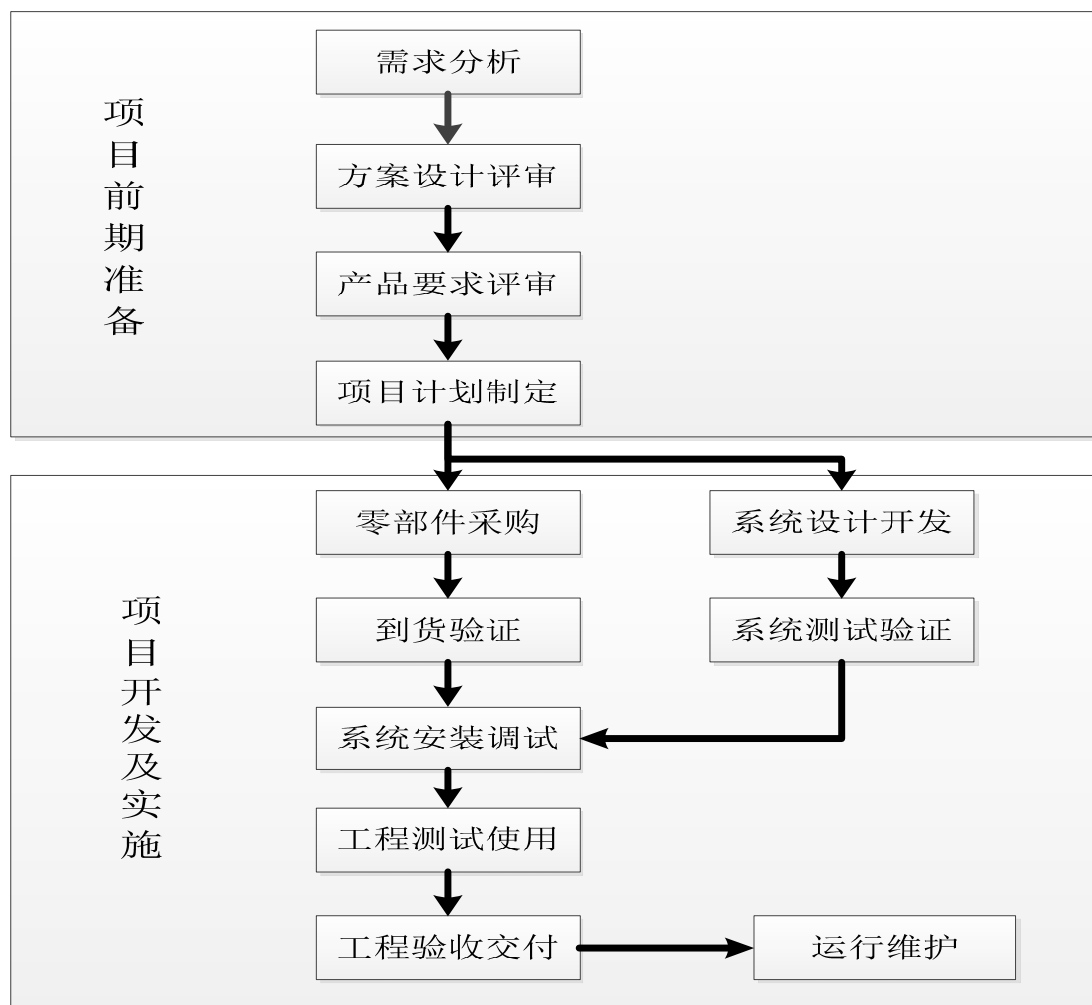 项目前期准备
需求分析
方案设计评审
产品要求评审
项目计划制定
项目开发及实施
零部件采购
系统设计开发
到货验证
系统测试验证
系统安装调试
工程测试使用
工程验收交付
运行维护